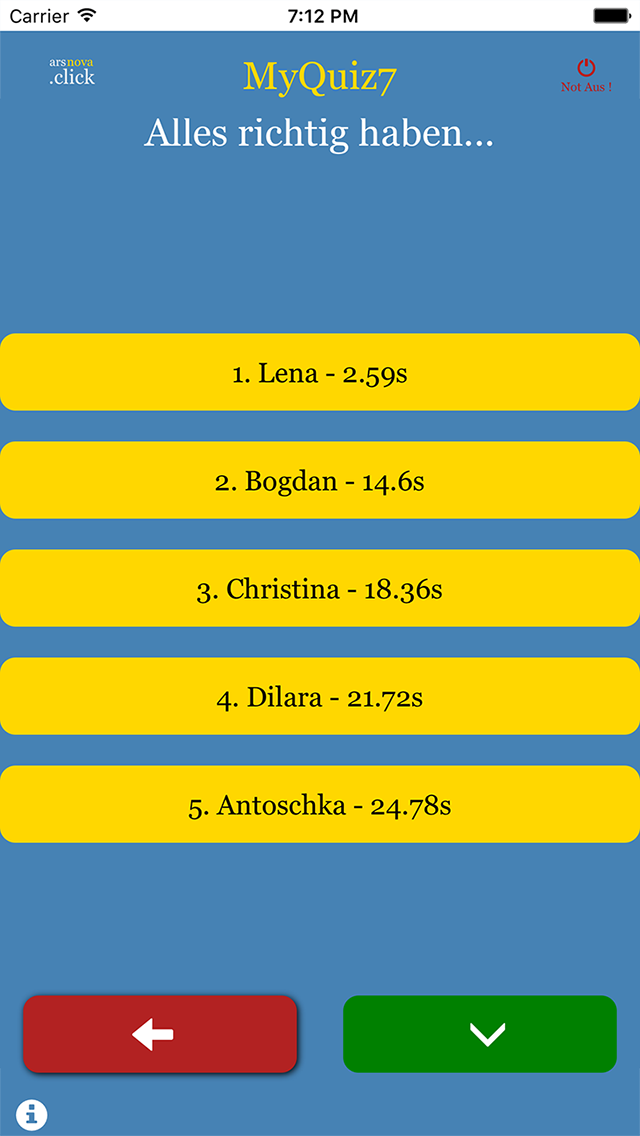 Carrier 7:12 PM
arsnova
.click
MyQuiz7
Not Aus !
Alles richtig haben...
1. Lena - 2.59s
2. Bogdan - 14.6s
3. Christina - 18.36s
4. Dilara - 21.72s
5. Antoschka - 24.78s